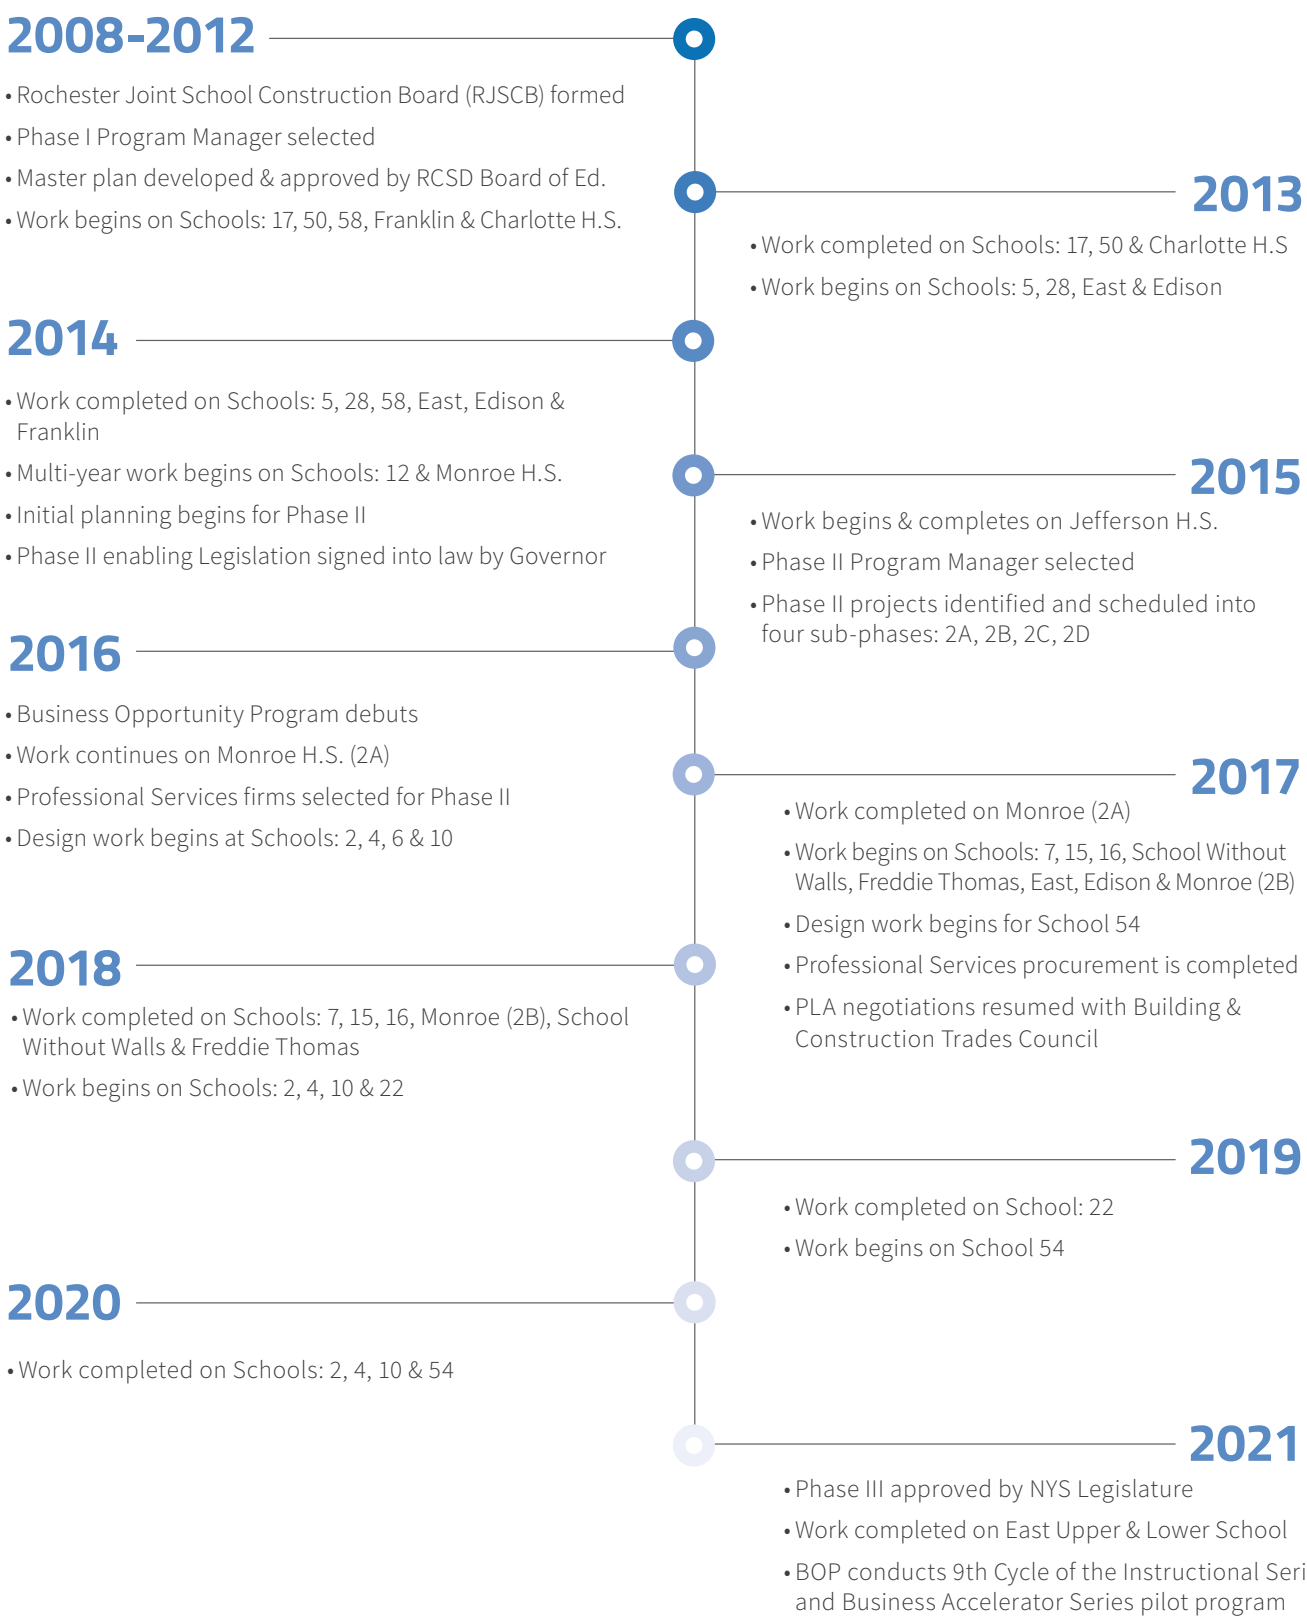 2008-2012
• Rochester Joint School Construction Board (RJSCB) formed
• Phase I Program Manager selected
• Master plan developed & approved by RCSD Board of Ed.
• Work begins on Schools: 17, 50, 58, Franklin & Charlotte H.S.
2013
• Work completed on Schools: 17, 50 & Charlotte H.S
• Work begins on Schools: 5, 28, East & Edison
2014
• Work completed on Schools: 5, 28, 58, East, Edison &
Franklin
• Multi-year work begins on Schools: 12 & Monroe H.S.
• Initial planning begins for Phase II
• Phase II enabling Legislation signed into law by Governor
2015
• Work begins & completes on Jefferson H.S.
• Phase II Program Manager selected
• Phase II projects identified and scheduled into
four sub-phases: 2A, 2B, 2C, 2D
2016
• Business Opportunity Program debuts
• Work continues on Monroe H.S. (2A)
• Professional Services firms selected for Phase II
• Design work begins at Schools: 2, 4, 6 & 10
2017
• Work completed on Monroe (2A)
• Work begins on Schools: 7, 15, 16, School Without
Walls, Freddie Thomas, East, Edison & Monroe (2B)
• Design work begins for School 54
• Professional Services procurement is completed
• PLA negotiations resumed with Building &
Construction Trades Council
2018
• Work completed on Schools: 7, 15, 16, Monroe (2B), School
Without Walls & Freddie Thomas
• Work begins on Schools: 2, 4, 10 & 22
2019
• Work completed on School: 22
• Work begins on School 54
2020
• Work completed on Schools: 2, 4, 10 & 54
2021
• Phase III approved by NYS Legislature
• Work completed on East Upper & Lower School
• BOP conducts 9th Cycle of the Instructional Seri
and Business Accelerator Series pilot program